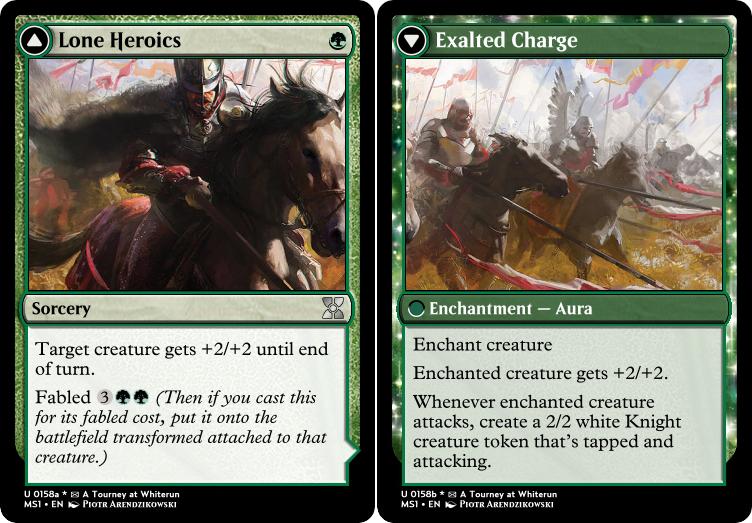 Lone Heroics
Sorcery
Target creature gets +2/+2 until end
of turn.
Fabled 3 (Then if you cast this
for its fabled cost, put it onto the
battlefield transformed attached to that
creature.)
U 0158a * ✉ A Tourney at Whiterun
MS1 • EN Piotr Arendzikowski
Exalted Charge
Enchantment — Aura
Enchant creature
Enchanted creature gets +2/+2.
Whenever enchanted creature
attacks, create a 2/2 white Knight
creature token that's tapped and
attacking.
U 0158b * ✉ A Tourney at Whiterun
MS1 • EN Piotr Arendzikowski